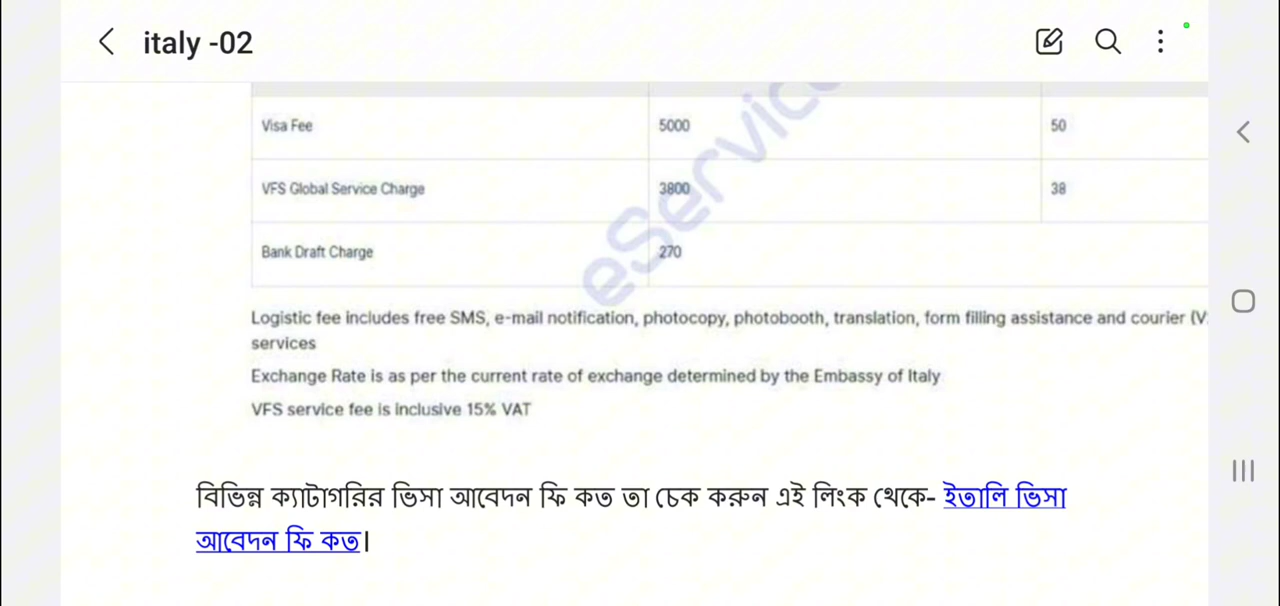 italy -02
Visa Fee 5000 50
VFS Global Service Charge 3800 38
Bank Draft Charge 270
eServic
Logistic fee includes free SMS, e-mail notification, photocopy, photobooth, translation, form filling assistance and courier (V
services
Exchange Rate is as per the current rate of exchange determined by the Embassy of Italy
VFS service fee is inclusive 15% VAT
বিভিন্ন ক্যাটাগরির ভিসা আবেদন ফি কত তা চেক করুন এই লিংক থেকে- ইতালি ভিসা
আবেদন ফি কত।